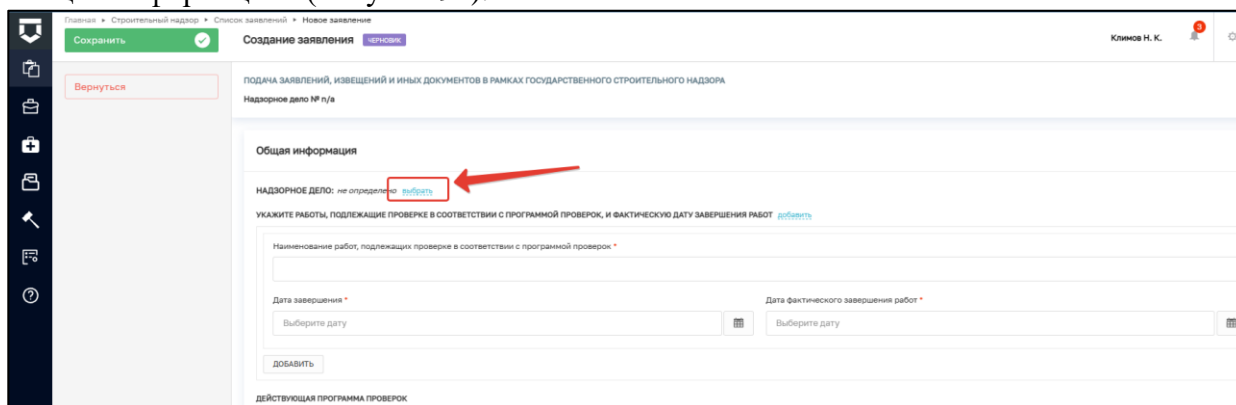 Главная ▸ Строительный надзор ▸ Список заявлений ▸ Новое заявление
Сохранить
Создание заявления ЧЕРНОВИК
Климов Н. К.
3
Вернуться
ПОДАЧА ЗАЯВЛЕНИЙ, ИЗВЕЩЕНИЙ И ИНЫХ ДОКУМЕНТОВ В РАМКАХ ГОСУДАРСТВЕННОГО СТРОИТЕЛЬНОГО НАДЗОРА
Надзорное дело № n/a
Общая информация
НАДЗОРНОЕ ДЕЛО: не определено выбрать
УКАЖИТЕ РАБОТЫ, ПОДЛЕЖАЩИЕ ПРОВЕРКЕ В СООТВЕТСТВИИ С ПРОГРАММОЙ ПРОВЕРОК, И ФАКТИЧЕСКУЮ ДАТУ ЗАВЕРШЕНИЯ РАБОТ добавить
Наименование работ, подлежащих проверке в соответствии с программой проверок *
Дата завершения *
Дата фактического завершения работ *
Выберите дату
Выберите дату
ДОБАВИТЬ
ДЕЙСТВУЮЩАЯ ПРОГРАММА ПРОВЕРОК